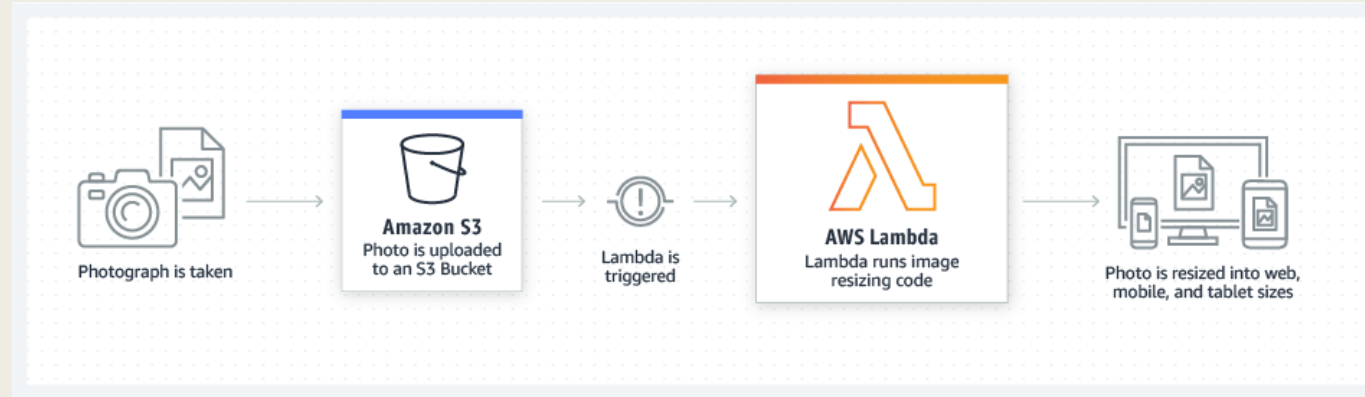 Photograph is taken
Amazon S3
Photo is uploaded
to an S3 Bucket
Lambda is
triggered
AWS Lambda
Lambda runs image
resizing code
Photo is resized into web,
mobile, and tablet sizes